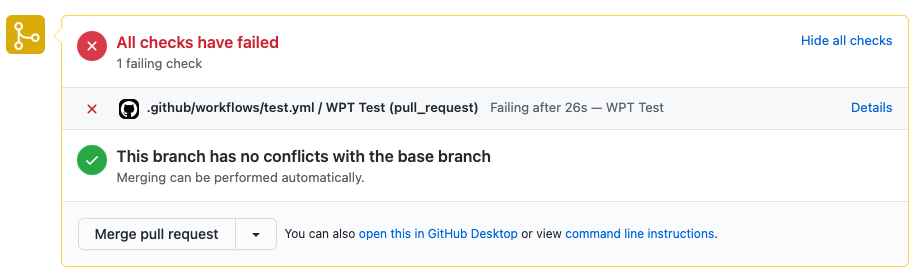 All checks have failed
Hide all checks
1 failing check
.github/workflows/test.yml / WPT Test (pull_request) Failing after 26s — WPT Test
Details
This branch has no conflicts with the base branch
Merging can be performed automatically.
Merge pull request
You can also open this in GitHub Desktop or view command line instructions.